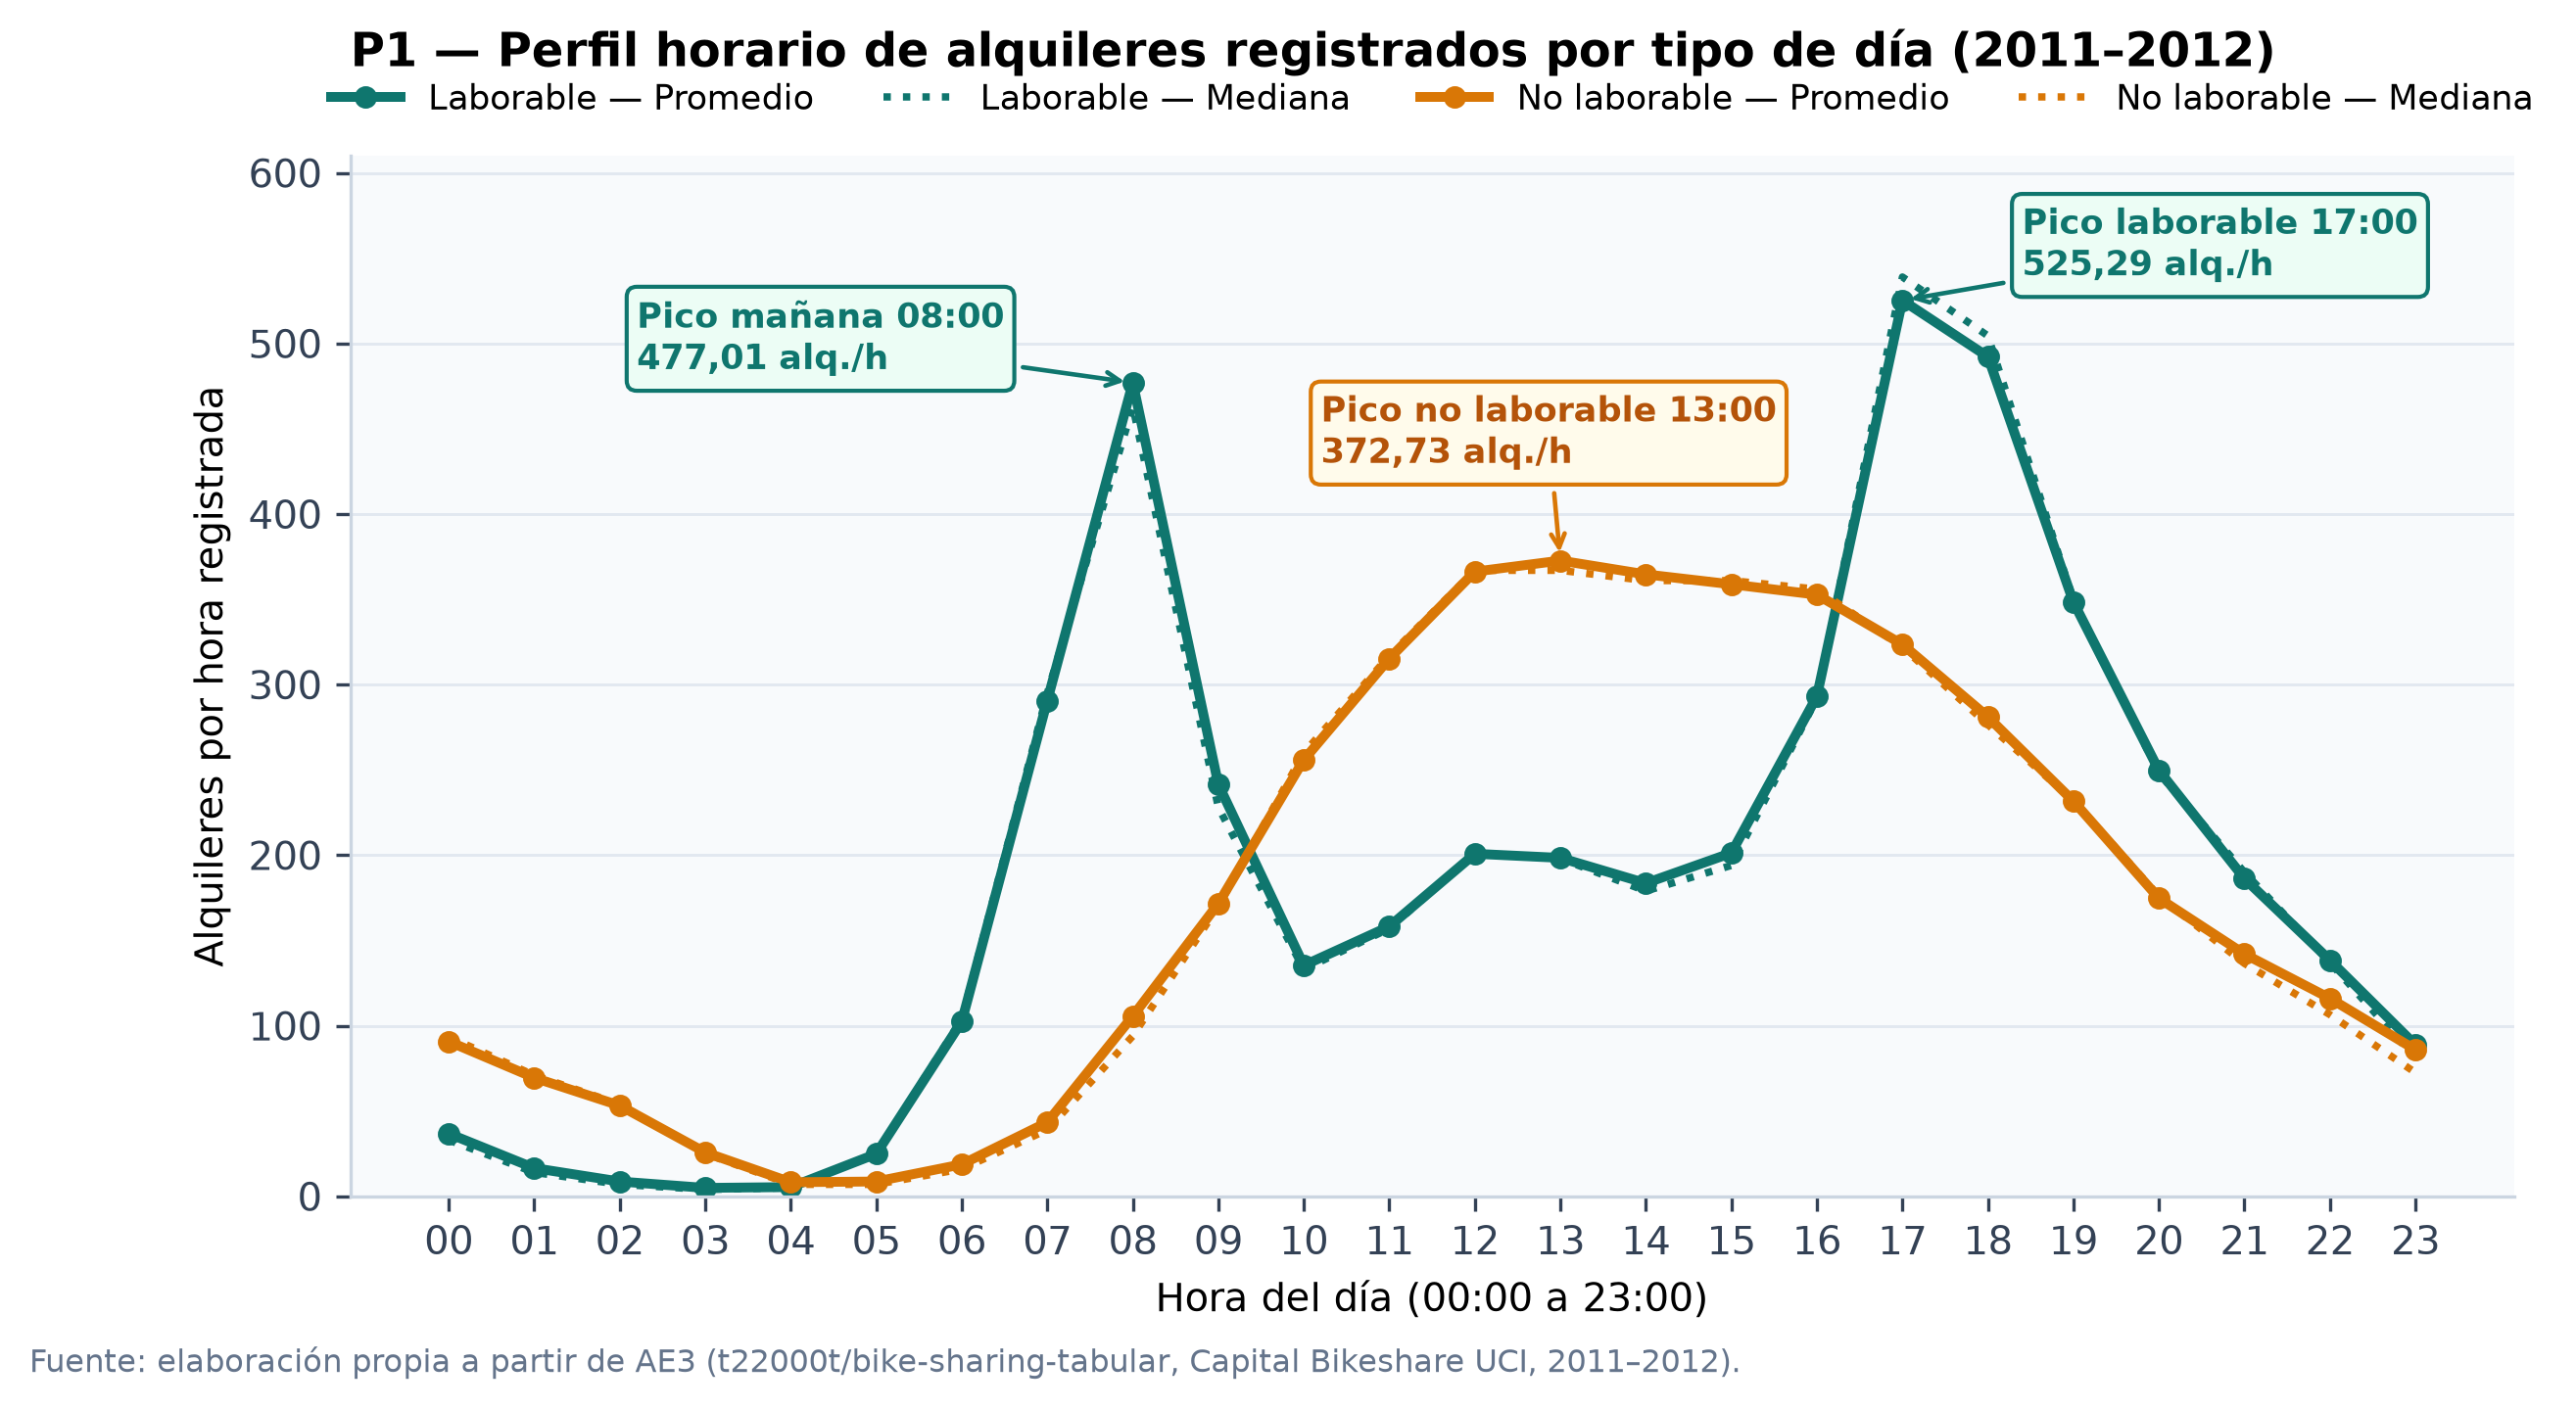 P1 — Perfil horario de alquileres registrados por tipo de día (2011–2012)
Laborable — Promedio Laborable — Mediana No laborable — Promedio No laborable — Mediana
Alquileres por hora registrada
600
500
400
300
200
100
0
Pico mañana 08:00
477,01 alq./h
Pico no laborable 13:00
372,73 alq./h
Pico laborable 17:00
525,29 alq./h
00 01 02 03 04 05 06 07 08 09 10 11 12 13 14 15 16 17 18 19 20 21 22 23
Hora del día (00:00 a 23:00)
Fuente: elaboración propia a partir de AE3 (t22000t/bike-sharing-tabular, Capital Bikeshare UCI, 2011–2012).